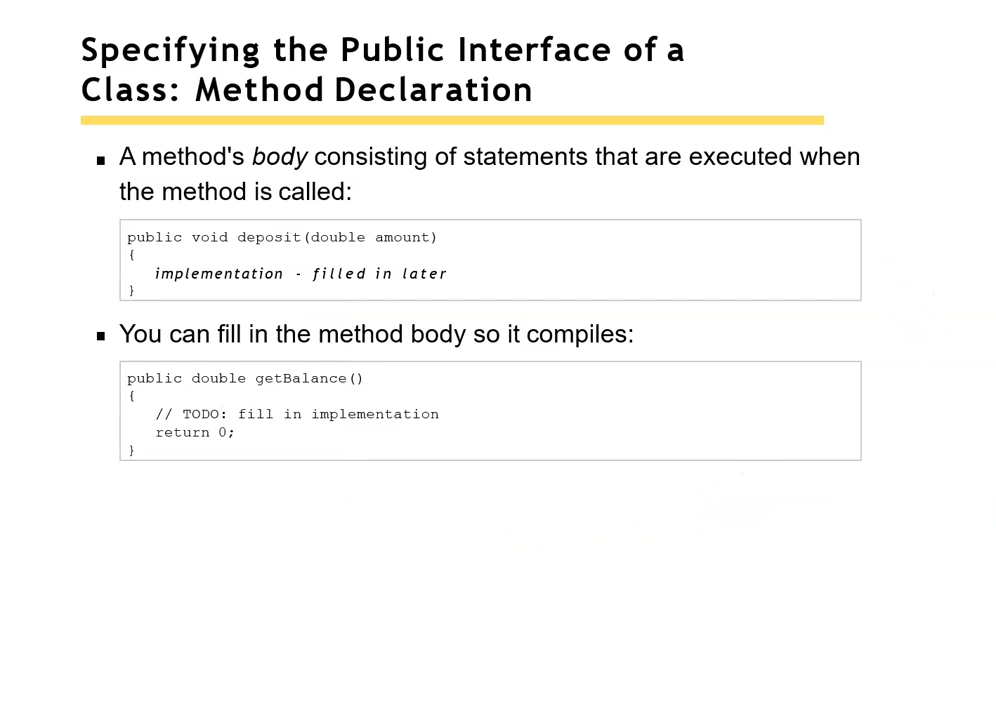 Specifying the Public Interface of a
Class: Method Declaration
▪ A method's body consisting of statements that are executed when
the method is called:
public void deposit(double amount)
{
implementation - filled in later
}
▪ You can fill in the method body so it compiles:
public double getBalance()
{
// TODO: fill in implementation
return 0;
}